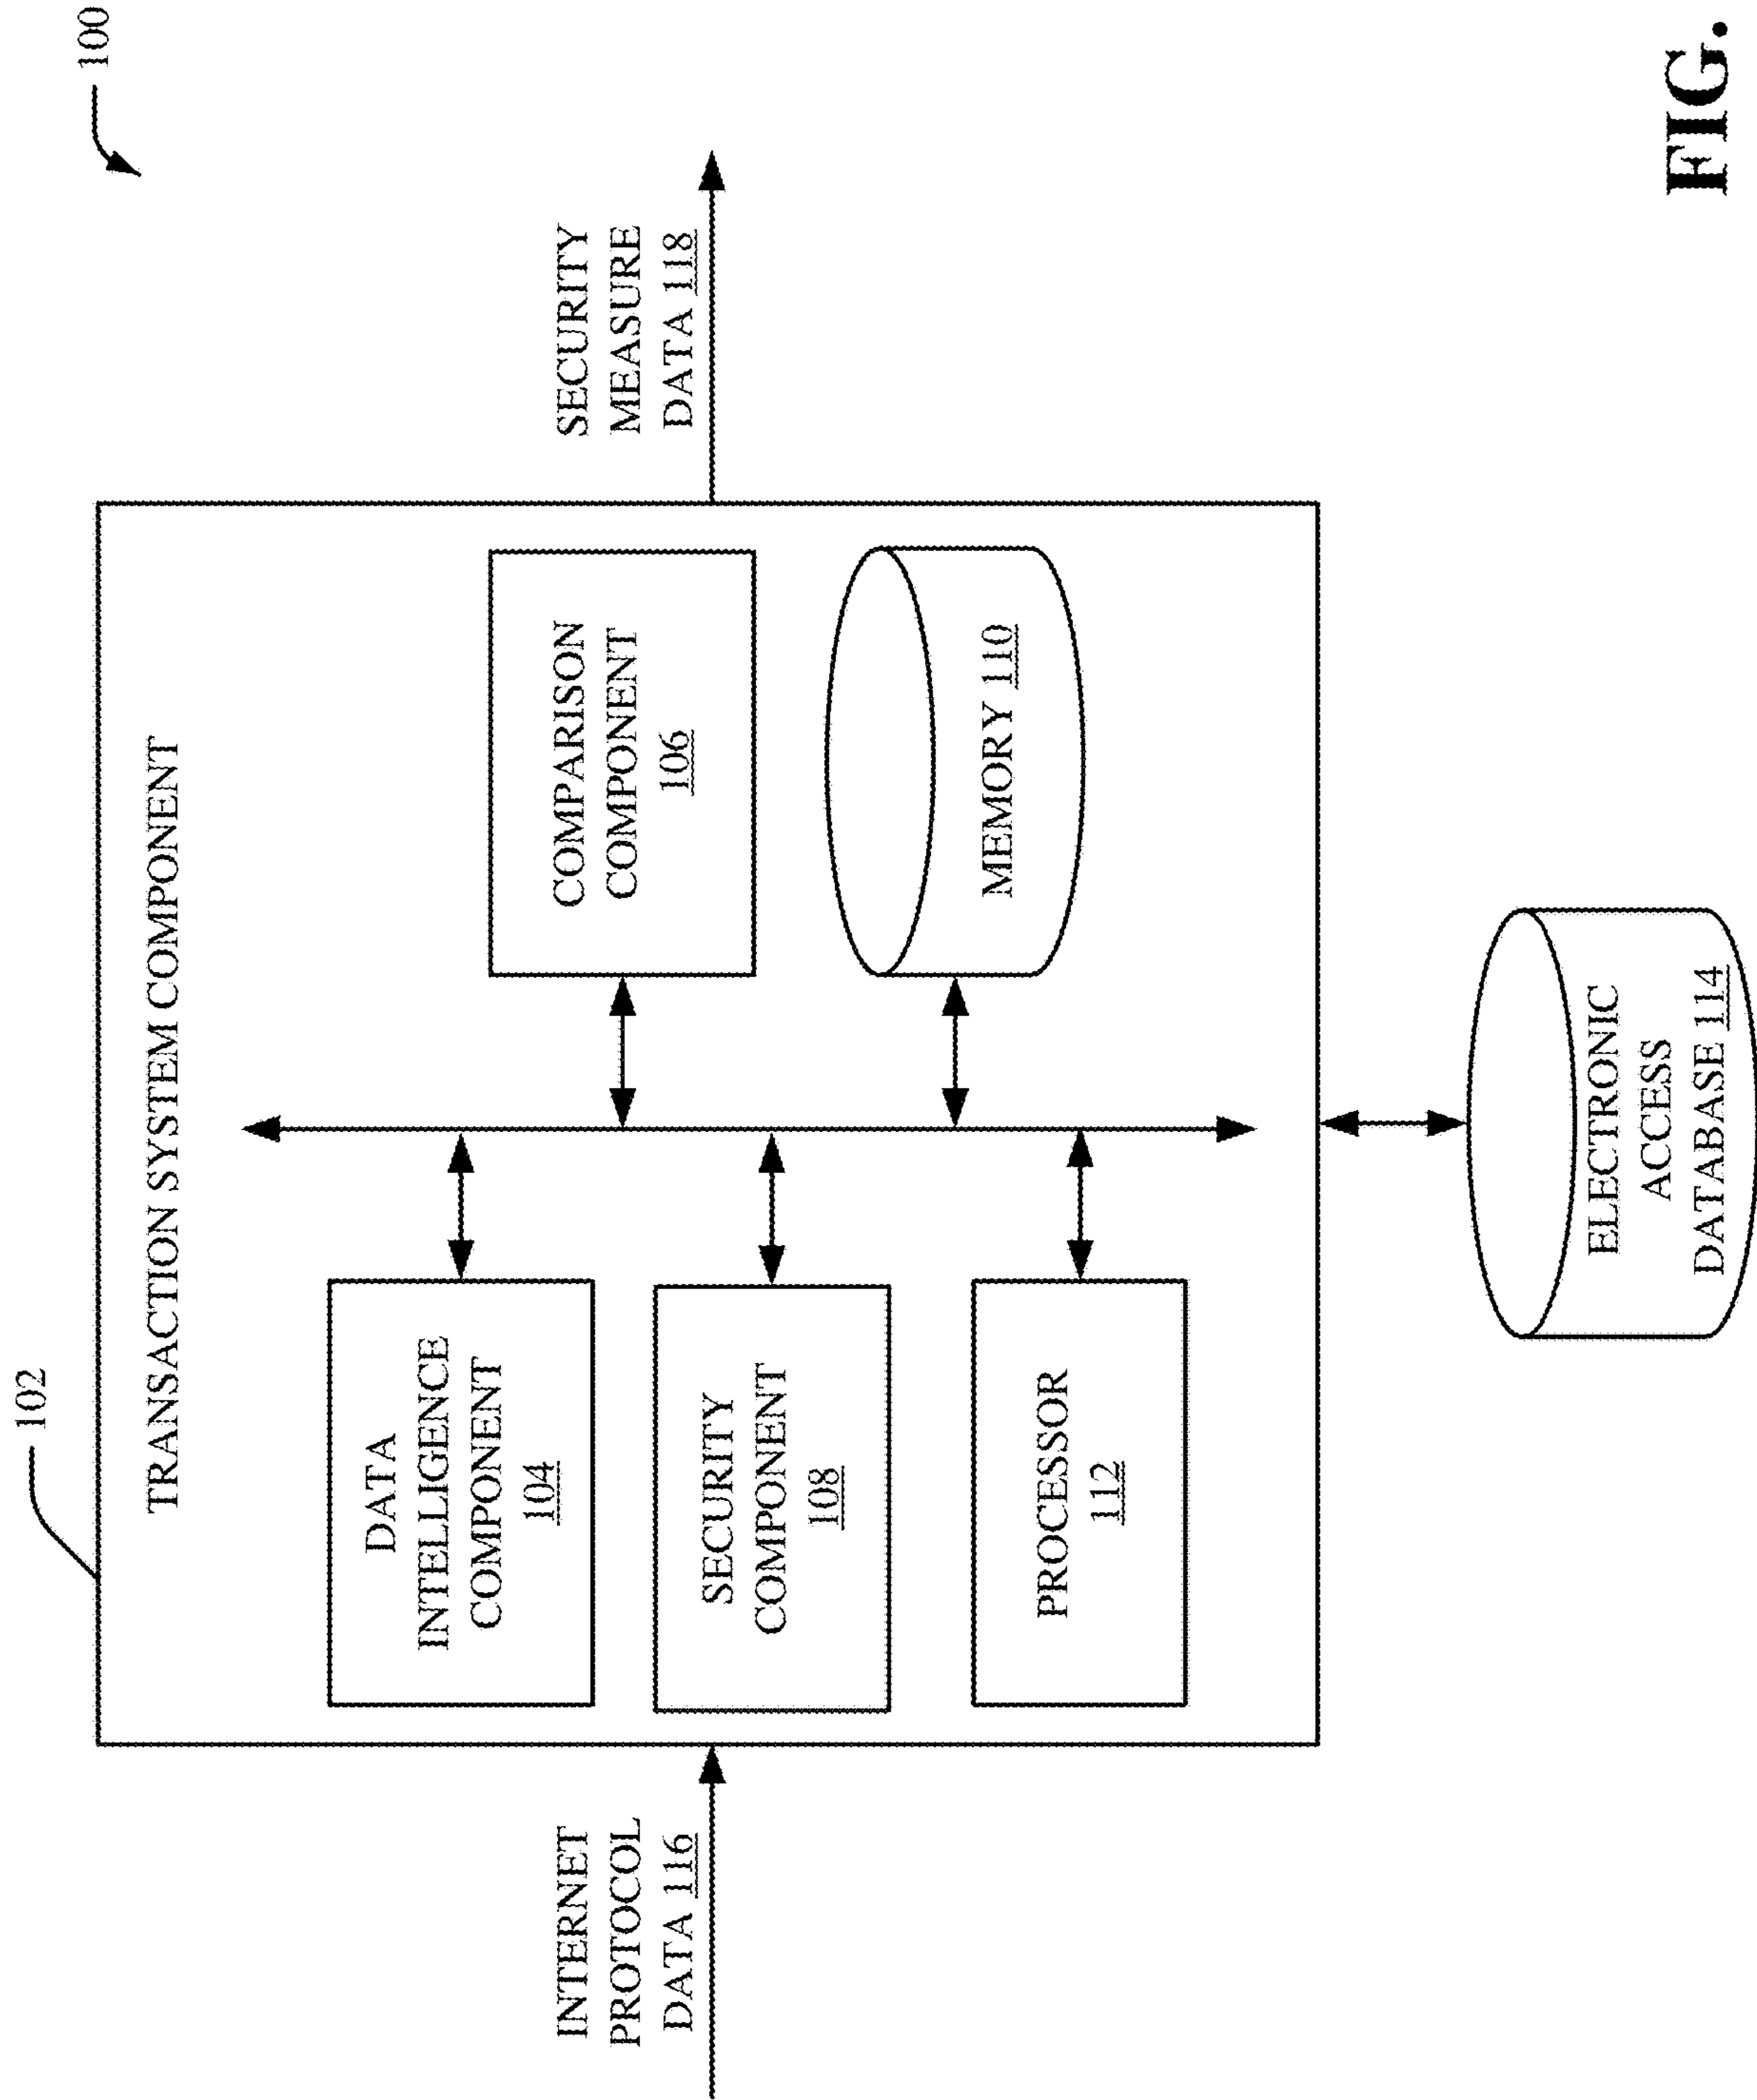 100
102
TRANSACTION SYSTEM COMPONENT
DATA
INTELLIGENCE
COMPONENT
104
COMPARISON
COMPONENT
106
SECURITY
COMPONENT
108
MEMORY 110
PROCESSOR
112
INTERNET
PROTOCOL
DATA 116
SECURITY
MEASURE
DATA 118
ELECTRONIC
ACCESS
DATABASE 114
FIG.